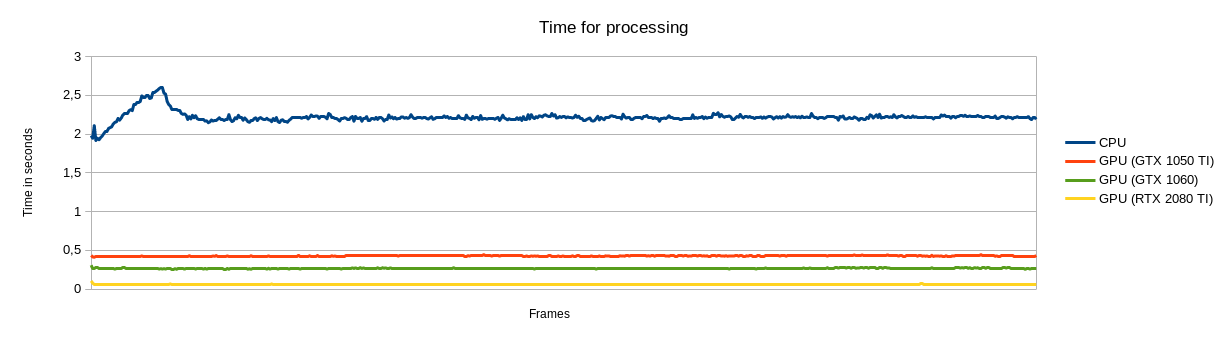 Time for processing
3
2,5
2
1,5
1
0,5
0
Time in seconds
Frames
CPU
GPU (GTX 1050 TI)
GPU (GTX 1060)
GPU (RTX 2080 TI)